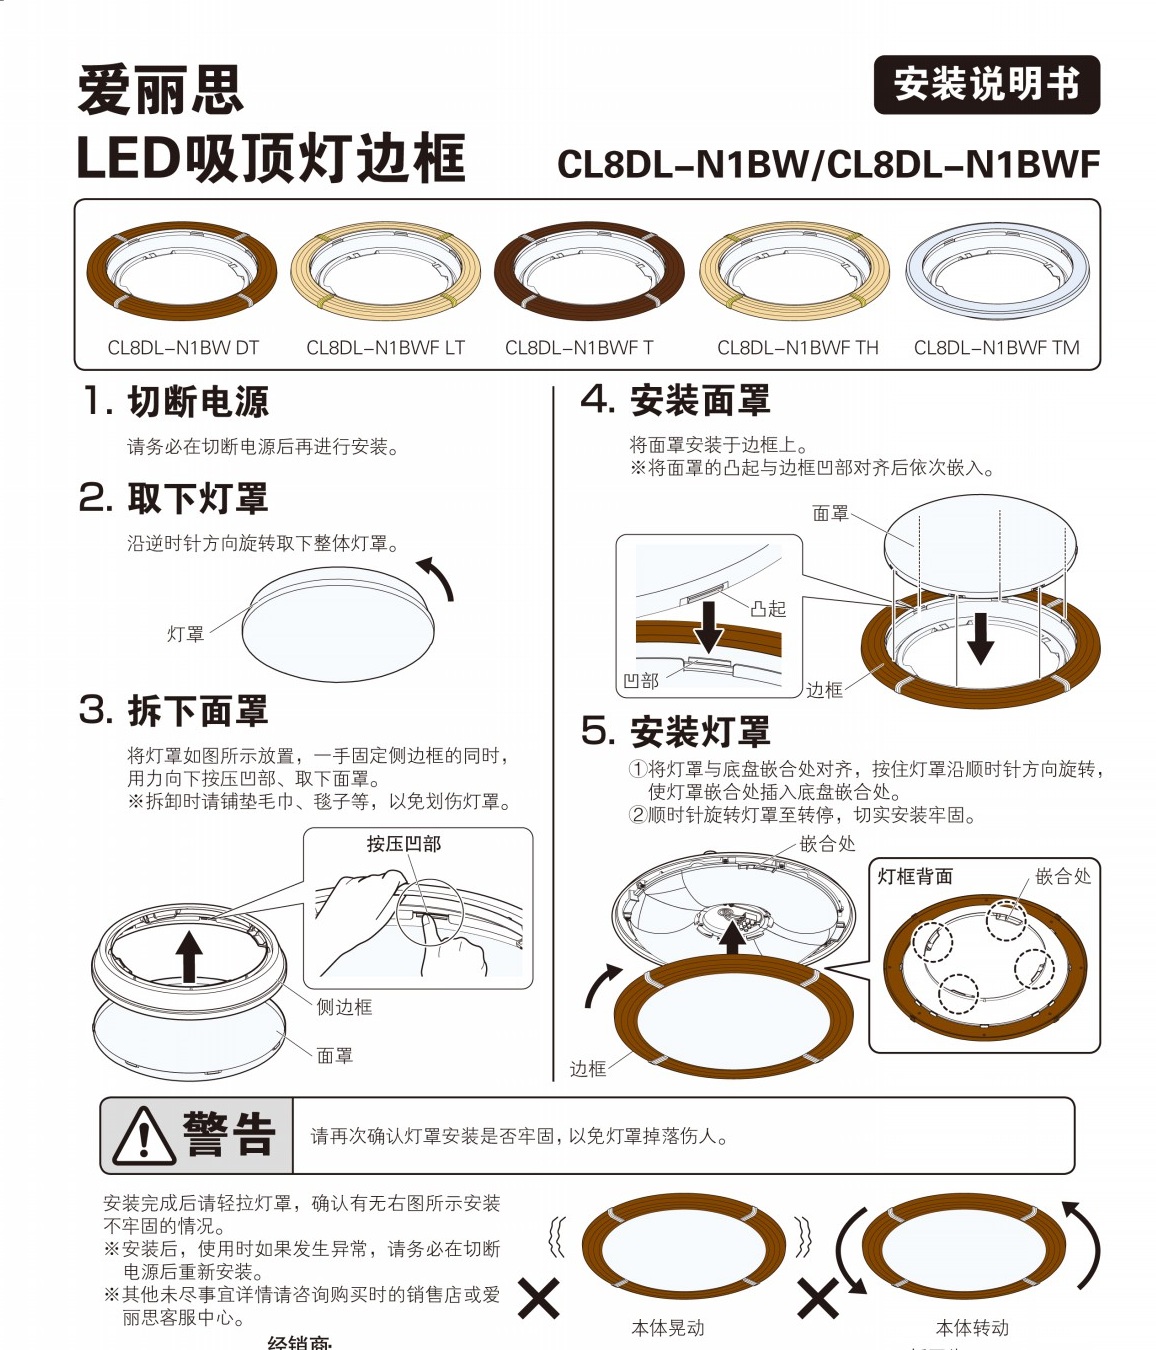 爱丽思
安装说明书
LED吸顶灯边框
CL8DL-N1BW/CL8DL-N1BWF
CL8DL-N1BW DT
CL8DL-N1BWF LT
CL8DL-N1BWF T
CL8DL-N1BWF TH
CL8DL-N1BWF TM
1. 切断电源
请务必在切断电源后再进行安装。
2. 取下灯罩
沿逆时针方向旋转取下整体灯罩。
灯罩
3. 拆下面罩
将灯罩如图所示放置，一手固定侧边框的同时，
用力向下按压凹部、取下面罩。
※拆卸时请铺垫毛巾、毯子等，以免划伤灯罩。
按压凹部
侧边框
面罩
4. 安装面罩
将面罩安装于边框上。
※将面罩的凸起与边框凹部对齐后依次嵌入。
面罩
凸起
凹部
边框
5. 安装灯罩
①将灯罩与底盘嵌合处对齐，按住灯罩沿顺时针方向旋转，
使灯罩嵌合处插入底盘嵌合处。
②顺时针旋转灯罩至转停，切实安装牢固。
嵌合处
灯框背面
嵌合处
边框
警告
请再次确认灯罩安装是否牢固，以免灯罩掉落伤人。
安装完成后请轻拉灯罩，确认有无右图所示安装
不牢固的情况。
※安装后，使用时如果发生异常，请务必在切断
电源后重新安装。
※其他未尽事宜详情请咨询购买时的销售店或爱
丽思客服中心。
本体晃动
本体转动
经销商: